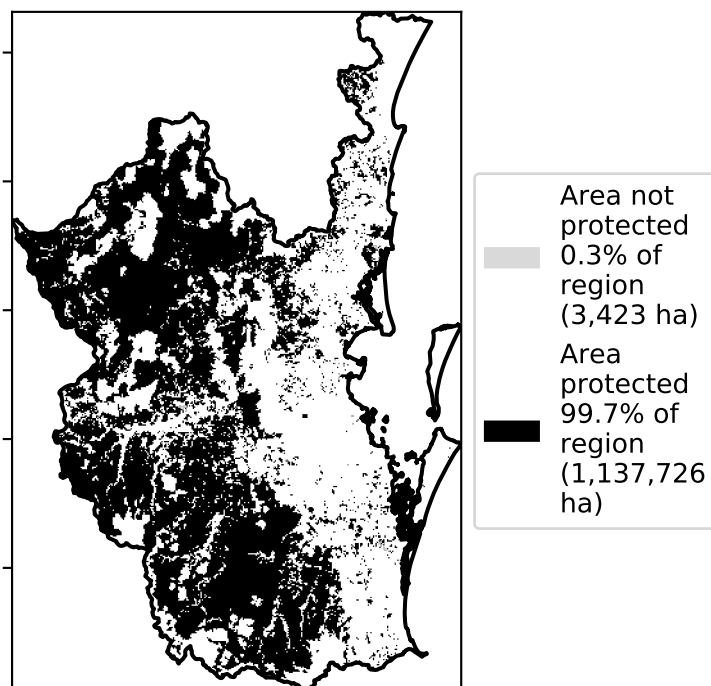 Area not
protected
0.3% of
region
(3,423 ha)
Area
protected
99.7% of
region
(1,137,726
ha)